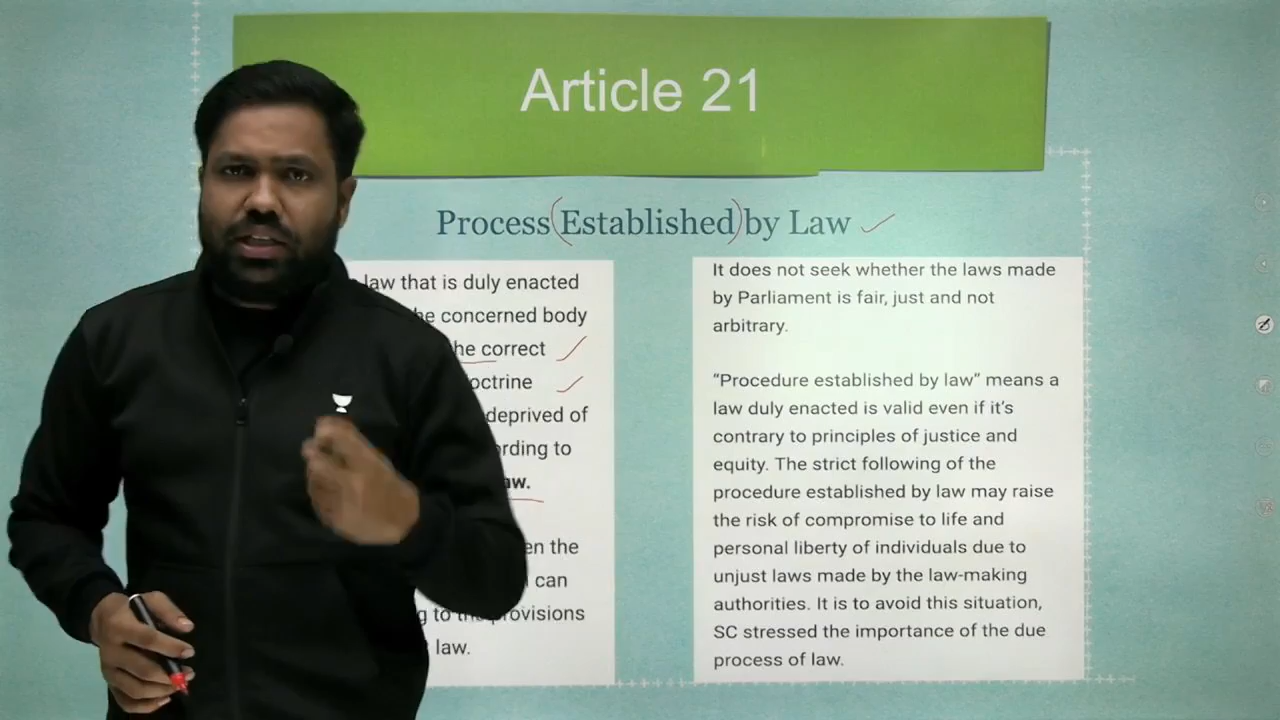 Article 21
Process (Established) by Law
law that is duly enacted
concerned body
correct
deprived of
to
en the
can
to the provisions
law.
It does not seek whether the laws made
by Parliament is fair, just and not
arbitrary.
“Procedure established by law” means a
law duly enacted is valid even if it’s
contrary to principles of justice and
equity. The strict following of the
procedure established by law may raise
the risk of compromise to life and
personal liberty of individuals due to
unjust laws made by the law-making
authorities. It is to avoid this situation,
SC stressed the importance of the due
process of law.